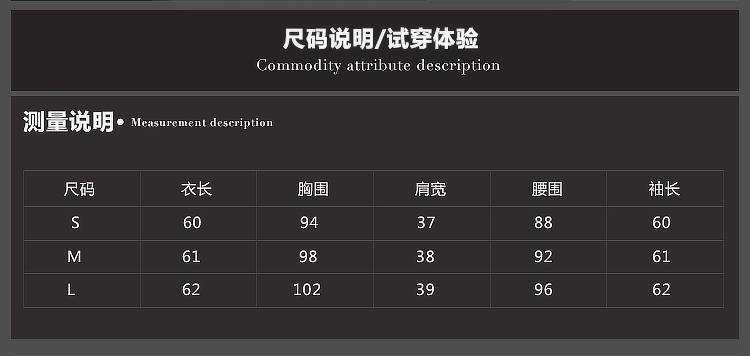 尺码说明/试穿体验
Commodity attribute description
测量说明• Measurement description
尺码 衣长 胸围 肩宽 腰围 袖长
S 60 94 37 88 60
M 61 98 38 92 61
L 62 102 39 96 62